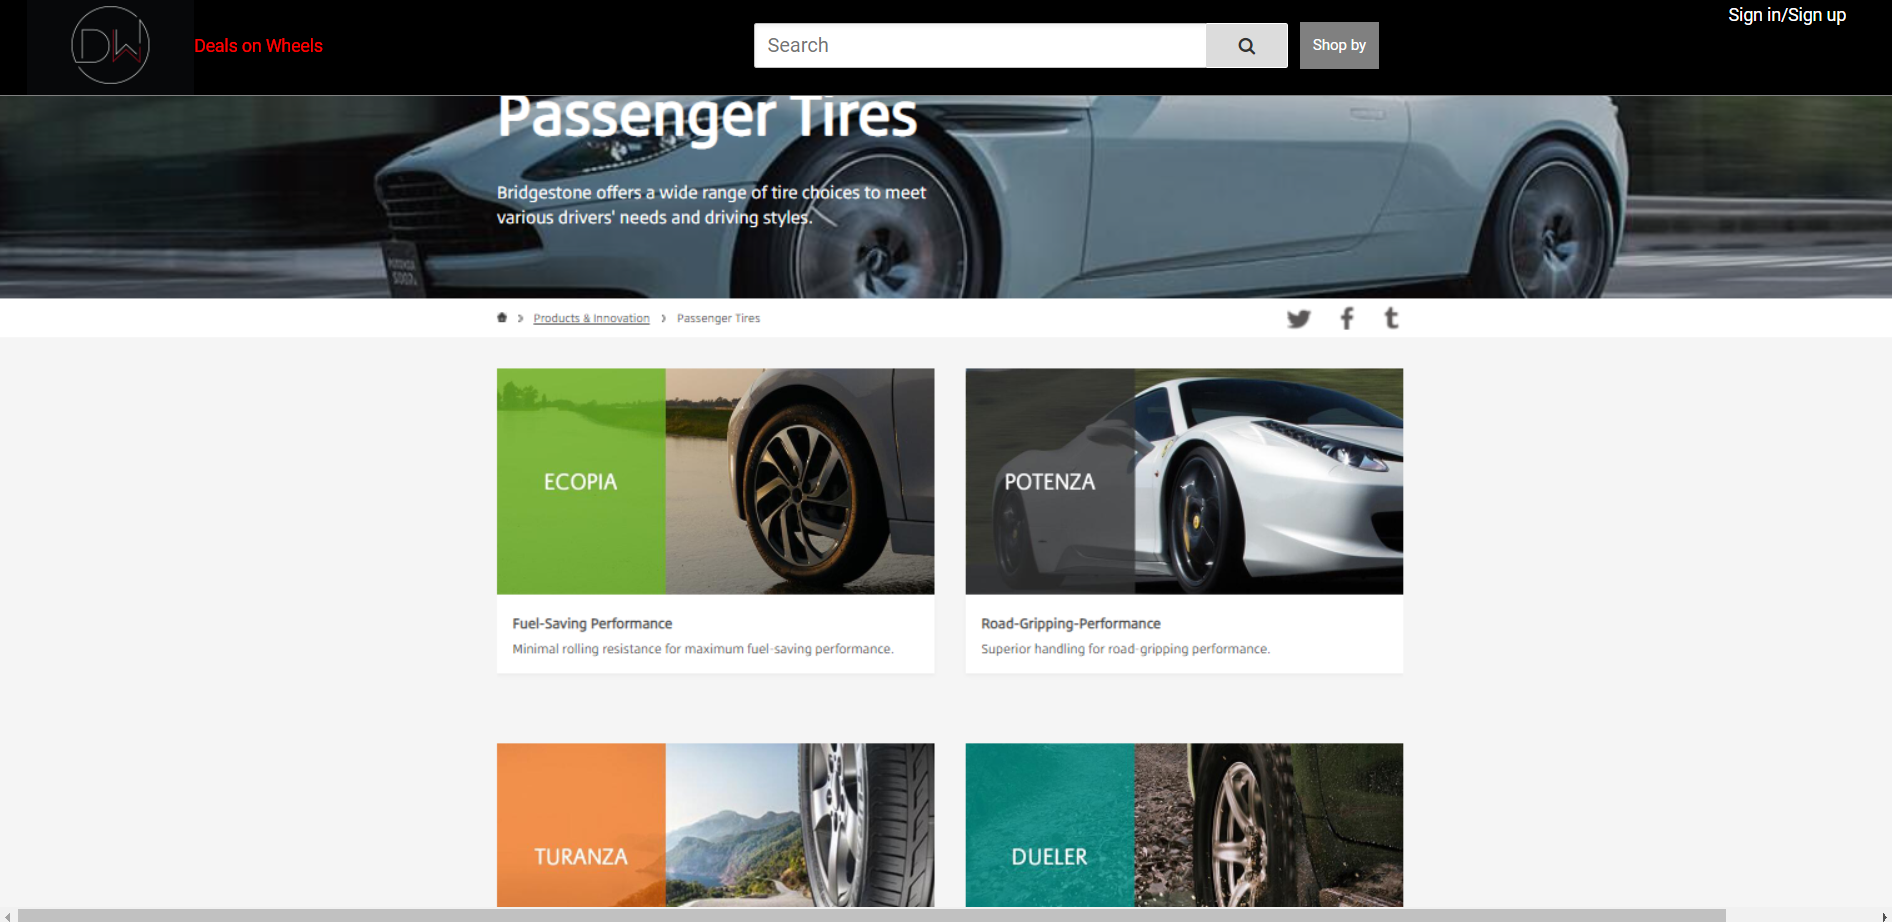 DW
Deals on Wheels
Search
Shop by
Sign in/Sign up
Passenger Tires
Bridgestone offers a wide range of tire choices to meet
various drivers' needs and driving styles.
Products & Innovation
Passenger Tires
ECOPIA
POTENZA
Fuel-Saving Performance
Minimal rolling resistance for maximum fuel-saving performance.
Road-Gripping-Performance
Superior handling for road-gripping performance.
TURANZA
DUELER